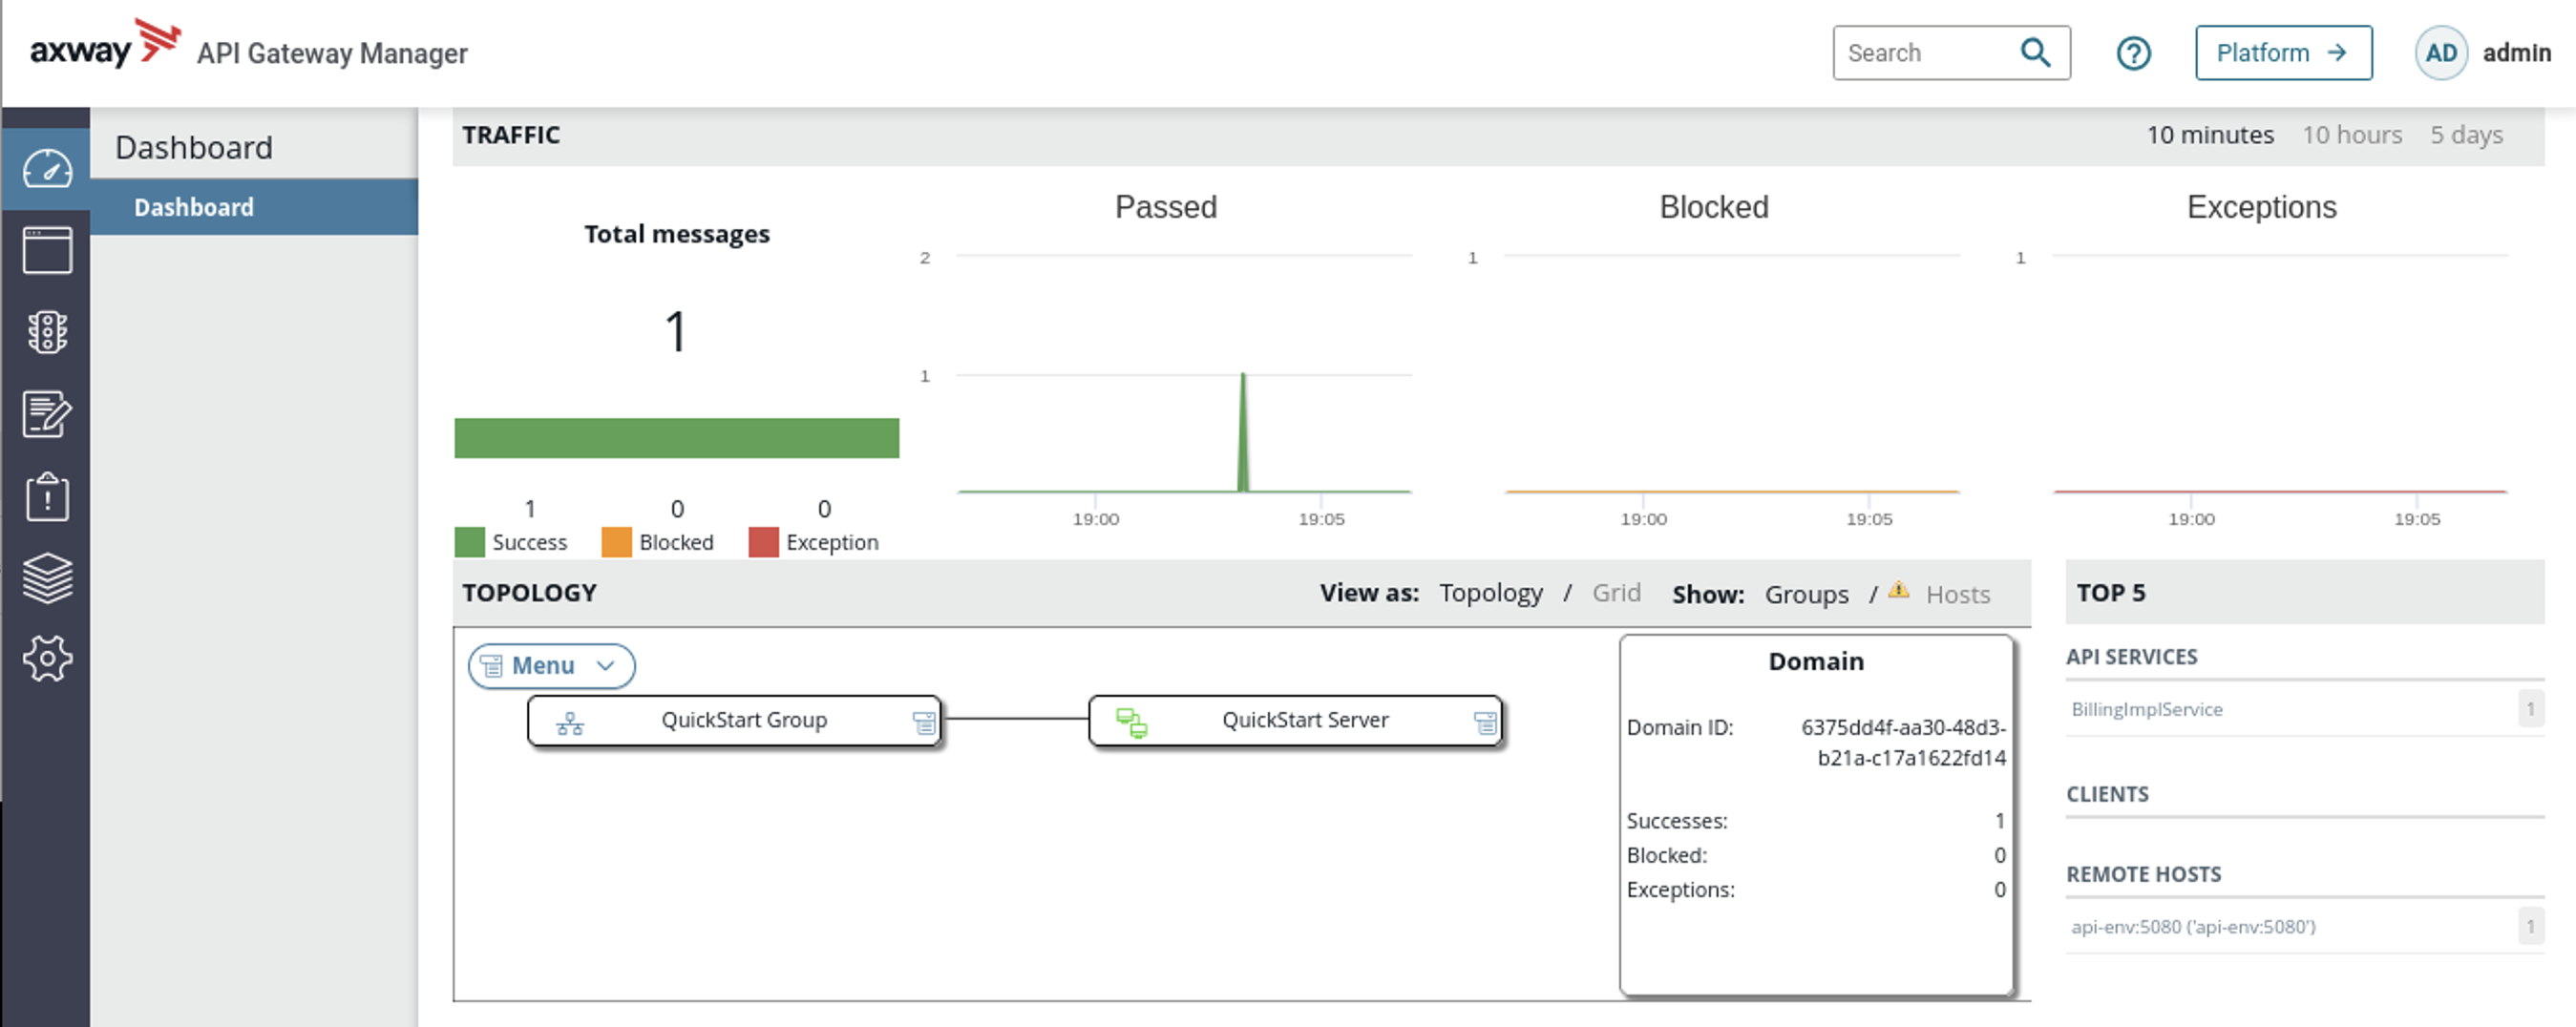 axway API Gateway Manager
Search
Platform
AD admin
Dashboard
Dashboard
TRAFFIC
10 minutes 10 hours 5 days
Total messages
1
1 0 0
Success Blocked Exception
Passed
2
1
19:00 19:05
Blocked
1
19:00 19:05
Exceptions
1
19:00 19:05
TOPOLOGY
View as: Topology / Grid Show: Groups / Hosts
Menu
QuickStart Group
QuickStart Server
Domain
Domain ID: 6375dd4f-aa30-48d3-
b21a-c17a1622fd14
Successes: 1
Blocked: 0
Exceptions: 0
TOP 5
API SERVICES
BillingImplService 1
CLIENTS
REMOTE HOSTS
api-env:5080 ('api-env:5080') 1